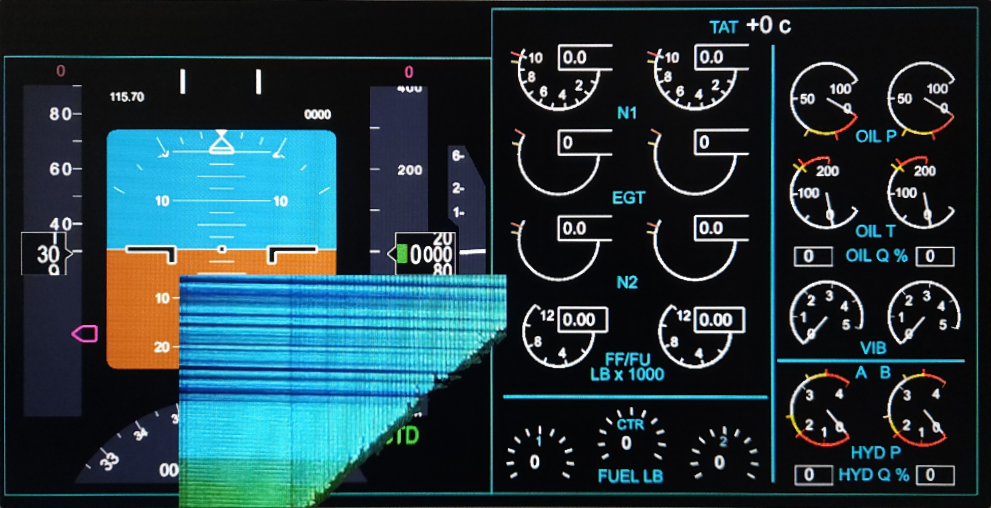 0
80
60
40
30
9
115.70
0000
10 10
10
20
33
34
3
00
0
400
200
20
0000
80
6
2
1
TD
TAT +0 c
10 0.0
8
6 4 2
10 0.0
8
6 4 2
N1
0 0
EGT
0.0 0.0
N2
12 0.00
8 4
12 0.00
8 4
FF/FU
LB x 1000
1
0
CTR
0
2
0
FUEL LB
50 100 0
50 100 0
OIL P
200
100
0
200
100
0
OIL T
0 OIL Q % 0
0 1 2 3 4 5
0 1 2 3 4 5
VIB
A B
3 4
2 1 0
3 4
2 1 0
HYD P
0 HYD Q % 0